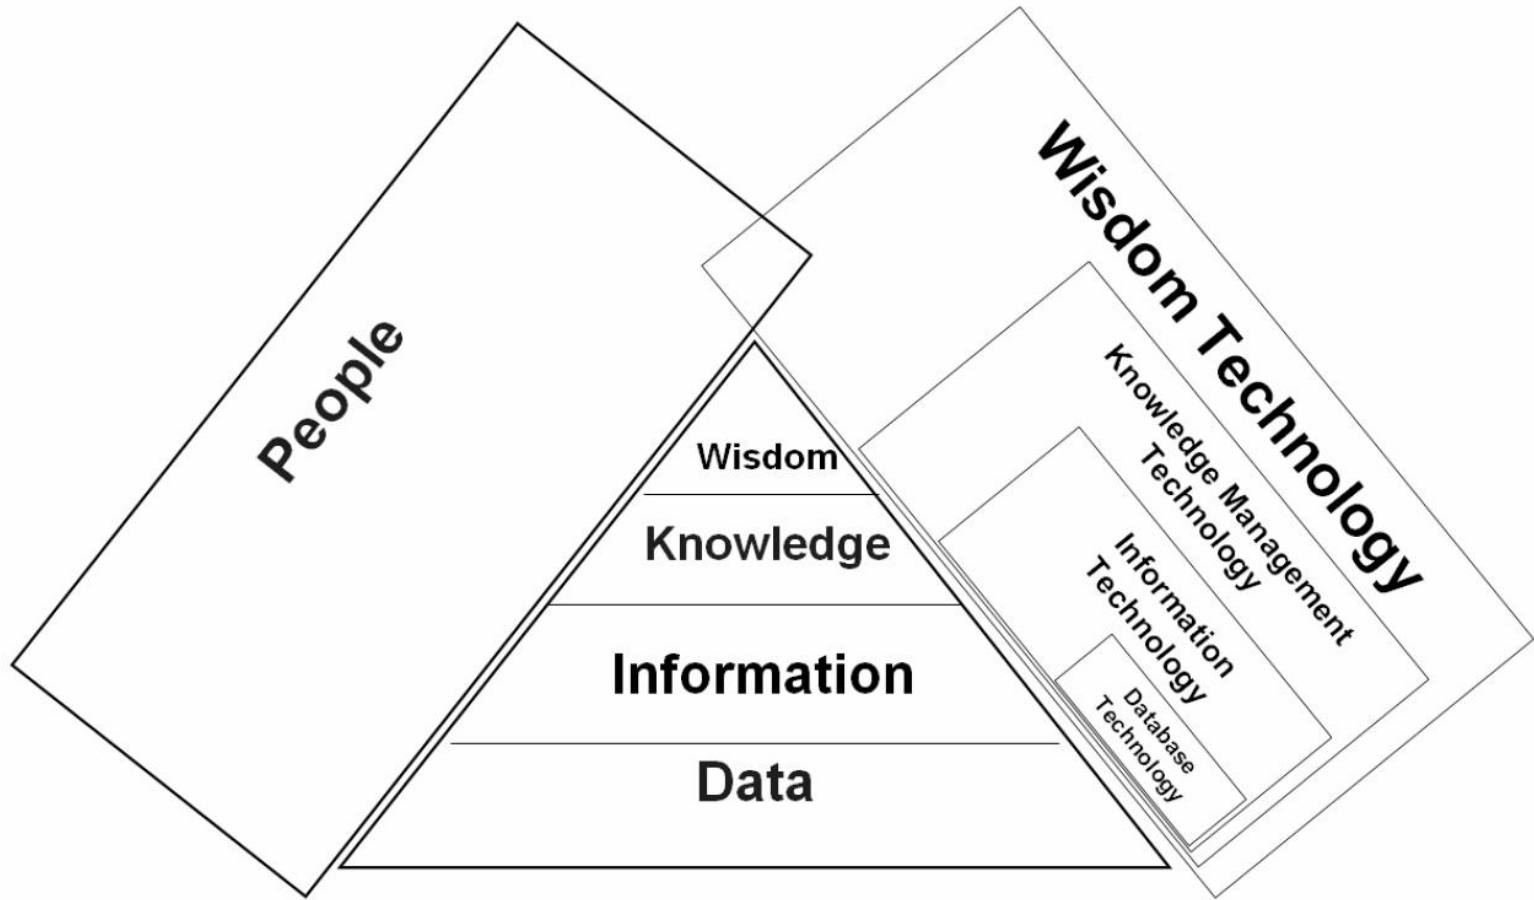 People
Wisdom
Knowledge
Information
Data
Wisdom Technology
Knowledge Management
Technology
Information
Technology
Database
Technology